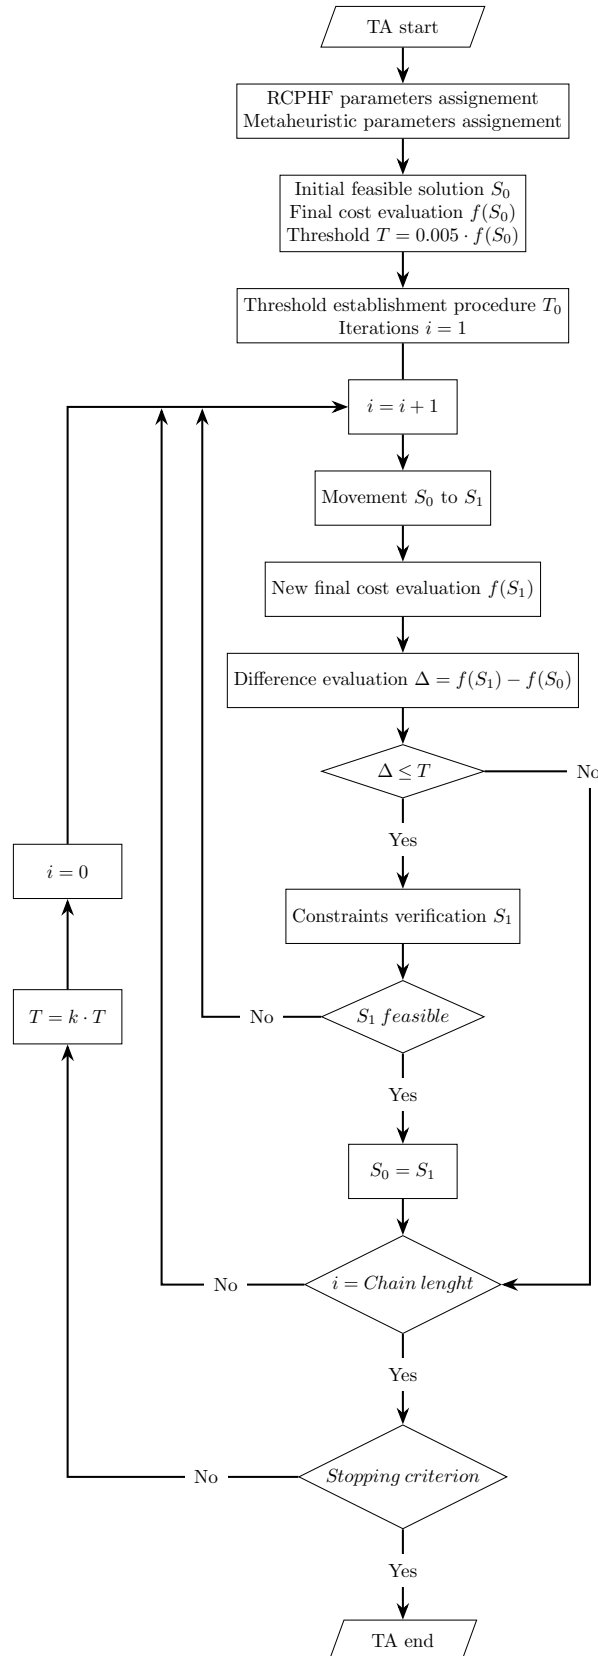 TA start
RCPHF parameters assignement
Metaheuristic parameters assignement
Initial feasible solution S₀
Final cost evaluation f(S₀)
Threshold T = 0.005 · f(S₀)
Threshold establishment procedure T₀
Iterations i = 1
i = i + 1
Movement S₀ to S₁
New final cost evaluation f(S₁)
Difference evaluation Δ = f(S₁) − f(S₀)
Δ ≤ T
No
Yes
i = 0
Constraints verification S₁
T = k · T
No
S₁ feasible
Yes
S₀ = S₁
No
i = Chain lenght
Yes
No
Stopping criterion
Yes
TA end